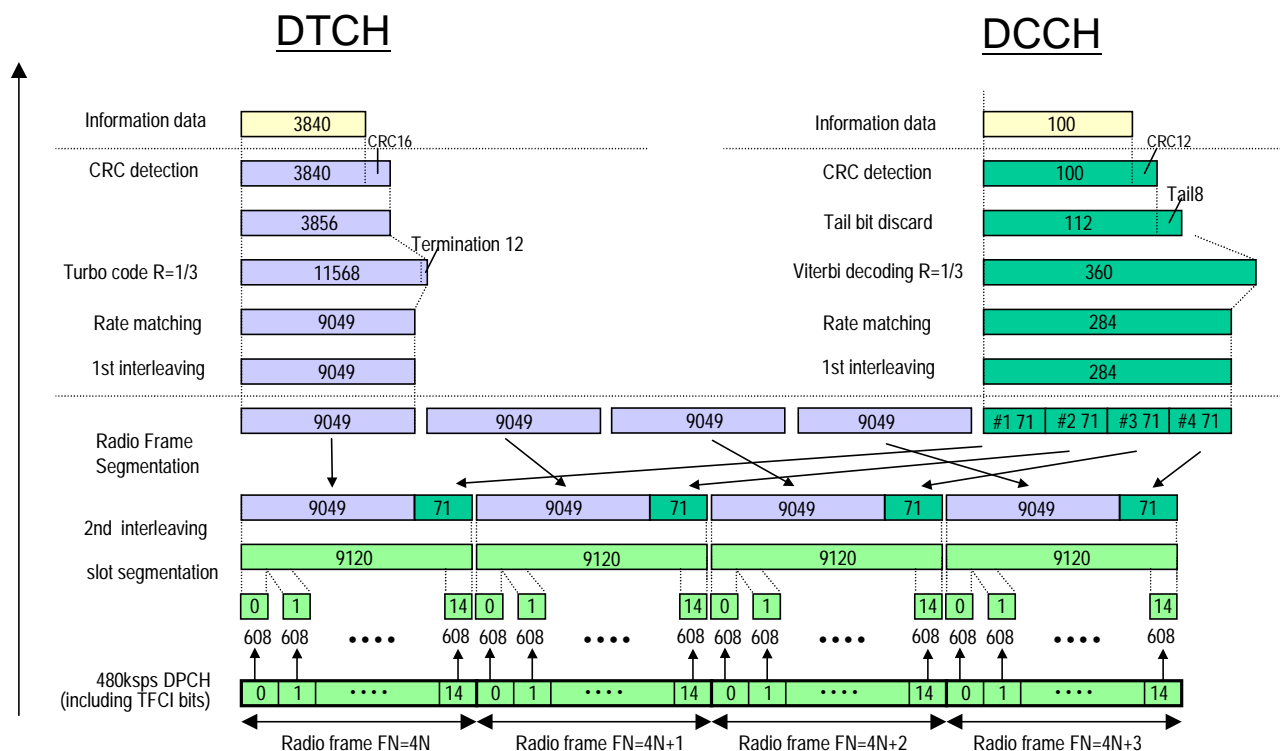 DTCH DCCH
Information data 3840 Information data 100
CRC16 CRC12
CRC detection 3840 CRC detection 100
Tail8
3856 Tail bit discard 112
Termination 12
Turbo code R=1/3 11568 Viterbi decoding R=1/3 360
Rate matching 9049 Rate matching 284
1st interleaving 9049 1st interleaving 284
Radio Frame Segmentation 9049 9049 9049 9049 #1 71 #2 71 #3 71 #4 71
2nd interleaving 9049 71 9049 71 9049 71 9049 71
slot segmentation 9120 9120 9120 9120
0 1 14 0 1 14 0 1 14 0 1 14
608 608 •••• 608 608 608 •••• 608 608 608 •••• 608 608 608 •••• 608
480ksps DPCH
(including TFCI bits) 0 1 •••• 14 0 1 •••• 14 0 1 •••• 14 0 1 •••• 14
Radio frame FN=4N Radio frame FN=4N+1 Radio frame FN=4N+2 Radio frame FN=4N+3